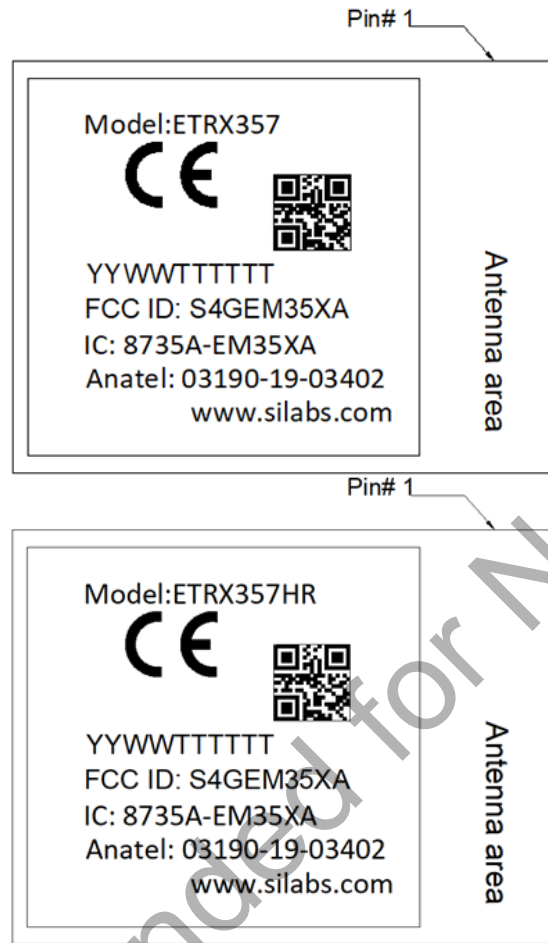 Pin# 1
Model:ETRX357
CE
YYWWTTTTTT
FCC ID: S4GEM35XA
IC: 8735A-EM35XA
Anatel: 03190-19-03402
www.silabs.com
Antenna area
Pin# 1
Model:ETRX357HR
CE
YYWWTTTTTT
FCC ID: S4GEM35XA
IC: 8735A-EM35XA
Anatel: 03190-19-03402
www.silabs.com
Antenna area
nded for N